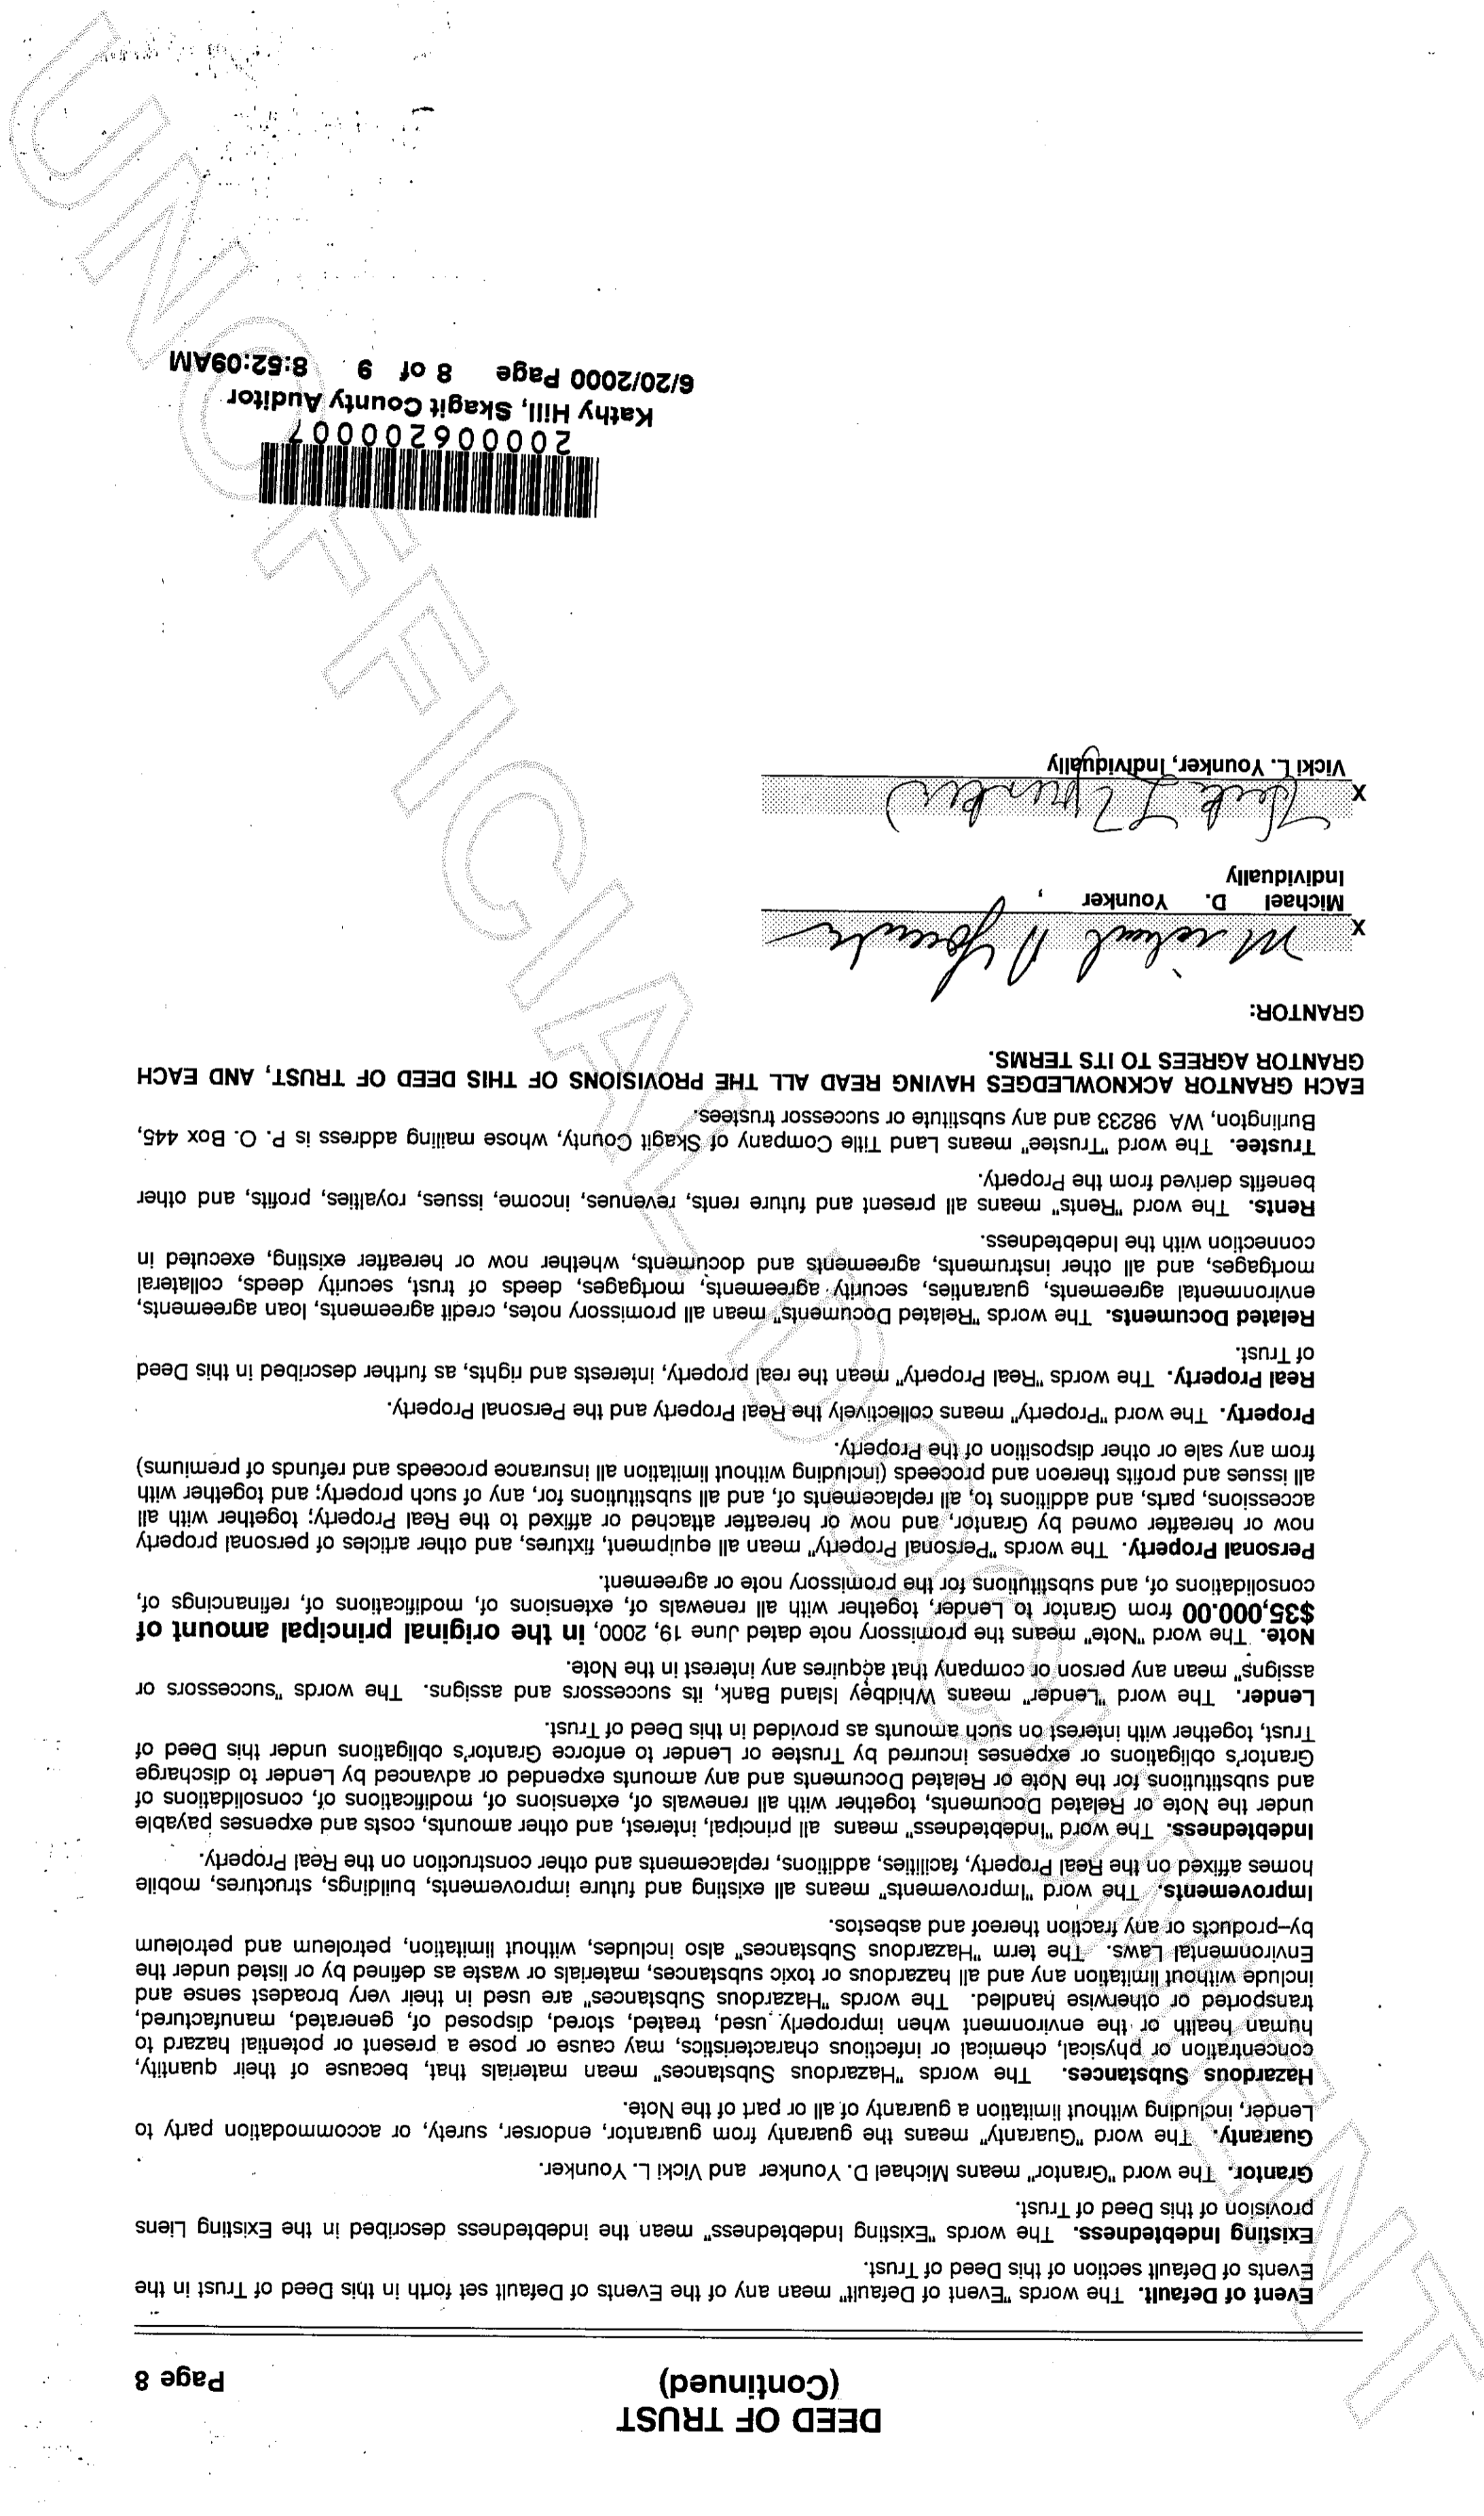 DEED OF TRUST
(Continued)
Page 8
Event of Default. The words "Event of Default" mean any of the Events of Default set forth in this Deed of Trust in the
Events of Default section of this Deed of Trust.
Existing Indebtedness. The words "Existing Indebtedness" mean the indebtedness described in the Existing Liens
provision of this Deed of Trust.
Grantor. The word "Grantor" means Michael D. Younker and Vicki L. Younker.
Guaranty. The word "Guaranty" means the guaranty from guarantor, endorser, surety, or accommodation party to
Lender, including without limitation a guaranty of all or part of the Note.
Hazardous Substances. The words "Hazardous Substances" mean materials that, because of their quantity,
concentration or physical, chemical or infectious characteristics, may cause or pose a present or potential hazard to
human health or the environment when improperly used, treated, stored, disposed of, generated, manufactured,
transported or otherwise handled. The words "Hazardous Substances" are used in their very broadest sense and
include without limitation any and all hazardous or toxic substances, materials or waste as defined by or listed under the
Environmental Laws. The term "Hazardous Substances" also includes, without limitation, petroleum and petroleum
by-products or any fraction thereof and asbestos.
Improvements. The word "Improvements" means all existing and future improvements, buildings, structures, mobile
homes affixed on the Real Property, facilities, additions, replacements and other construction on the Real Property.
Indebtedness. The word "Indebtedness" means all principal, interest, and other amounts, costs and expenses payable
under the Note or Related Documents, together with all renewals of, extensions of, modifications of, consolidations of
and substitutions for the Note or Related Documents and any amounts expended or advanced by Lender to discharge
Grantor's obligations or expenses incurred by Trustee or Lender to enforce Grantor's obligations under this Deed of
Trust, together with interest on such amounts as provided in this Deed of Trust.
Lender. The word "Lender" means Whidbey Island Bank, its successors and assigns. The words "successors or
assigns" mean any person or company that acquires any interest in the Note.
Note. The word "Note" means the promissory note dated June 19, 2000, in the original principal amount of
$35,000.00 from Grantor to Lender, together with all renewals of, extensions of, modifications of, refinancings of,
consolidations of, and substitutions for the promissory note or agreement.
Personal Property. The words "Personal Property" mean all equipment, fixtures, and other articles of personal property
now or hereafter owned by Grantor, and now or hereafter attached or affixed to the Real Property; together with all
accessions, parts, and additions to, all replacements of, and all substitutions for, any of such property; and together with
all issues and profits thereon and proceeds (including without limitation all insurance proceeds and refunds of premiums)
from any sale or other disposition of the Property.
Property. The word "Property" means collectively the Real Property and the Personal Property.
Real Property. The words "Real Property" mean the real property, interests and rights, as further described in this Deed
of Trust.
Related Documents. The words "Related Documents" mean all promissory notes, credit agreements, loan agreements,
environmental agreements, guaranties, security agreements, mortgages, deeds of trust, security deeds, collateral
mortgages, and all other instruments, agreements and documents, whether now or hereafter existing, executed in
connection with the Indebtedness.
Rents. The word "Rents" means all present and future rents, revenues, income, issues, royalties, profits, and other
benefits derived from the Property.
Trustee. The word "Trustee" means Land Title Company of Skagit County, whose mailing address is P. O. Box 445,
Burlington, WA 98233 and any substitute or successor trustees.
EACH GRANTOR ACKNOWLEDGES HAVING READ ALL THE PROVISIONS OF THIS DEED OF TRUST, AND EACH
GRANTOR AGREES TO ITS TERMS.
GRANTOR:
X Michael D Younker
Michael D. Younker ,
Individually
X Vicki L Younker
Vicki L. Younker, Individually
200006200007
Kathy Hill, Skagit County Auditor
6/20/2000 Page 8 of 9 8:52:09AM
UNOFFICIAL DOCUMENT